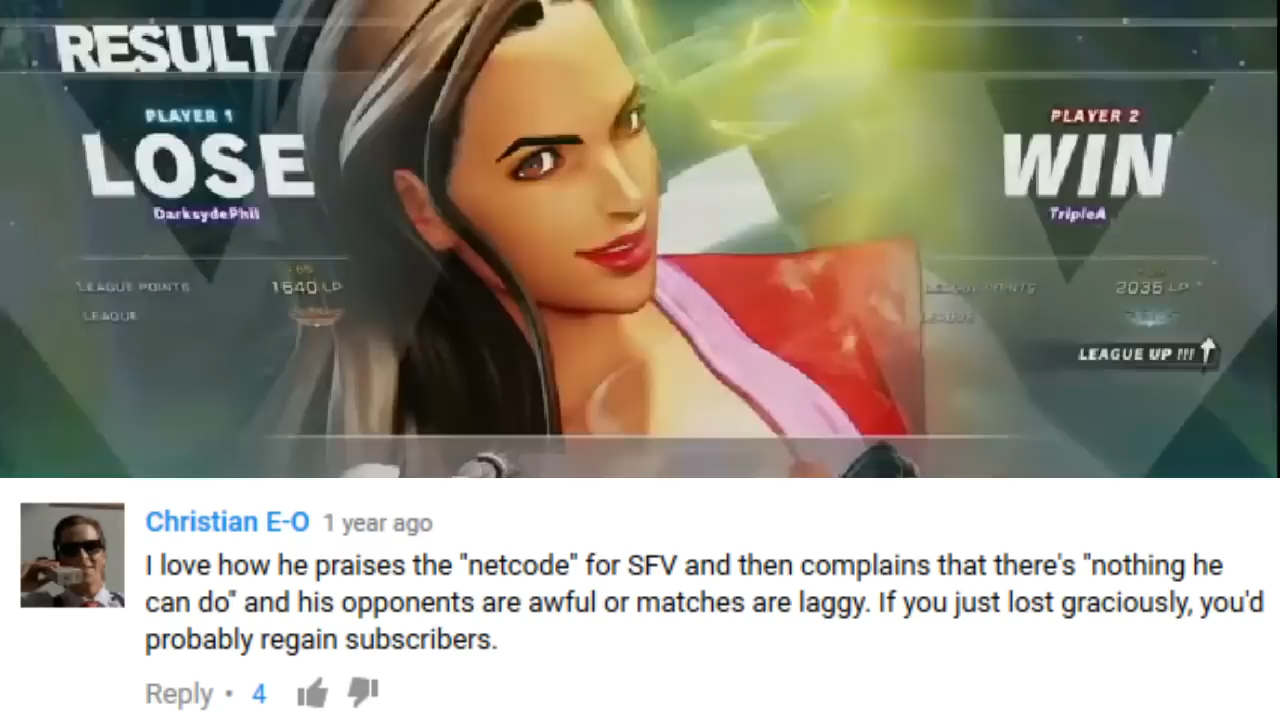 RESULT
PLAYER 1
LOSE
DarksydePhil
LEAGUE POINTS 1640 LP
LEAGUE
PLAYER 2
WIN
TripleA
LEAGUE POINTS 2035 LP
LEAGUE
LEAGUE UP !!!
Christian E-O 1 year ago
I love how he praises the "netcode" for SFV and then complains that there's "nothing he
can do" and his opponents are awful or matches are laggy. If you just lost graciously, you'd
probably regain subscribers.
Reply • 4